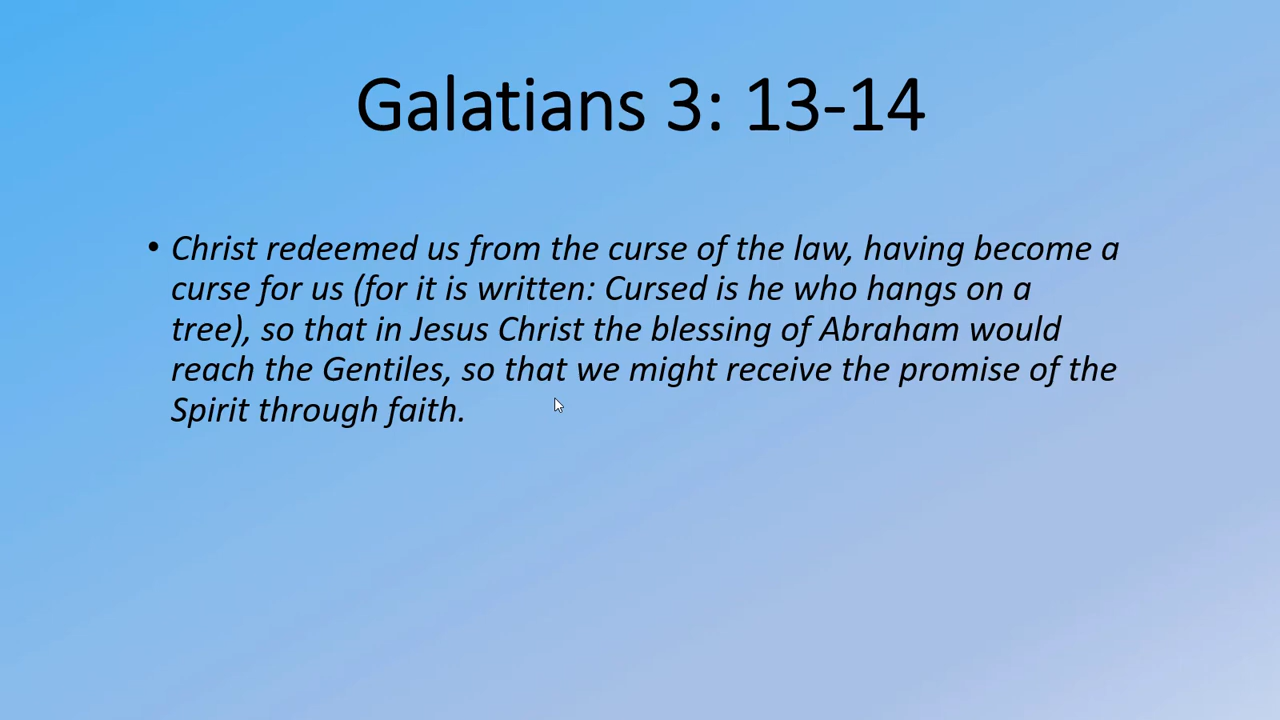 Galatians 3: 13-14
• Christ redeemed us from the curse of the law, having become a
curse for us (for it is written: Cursed is he who hangs on a
tree), so that in Jesus Christ the blessing of Abraham would
reach the Gentiles, so that we might receive the promise of the
Spirit through faith.